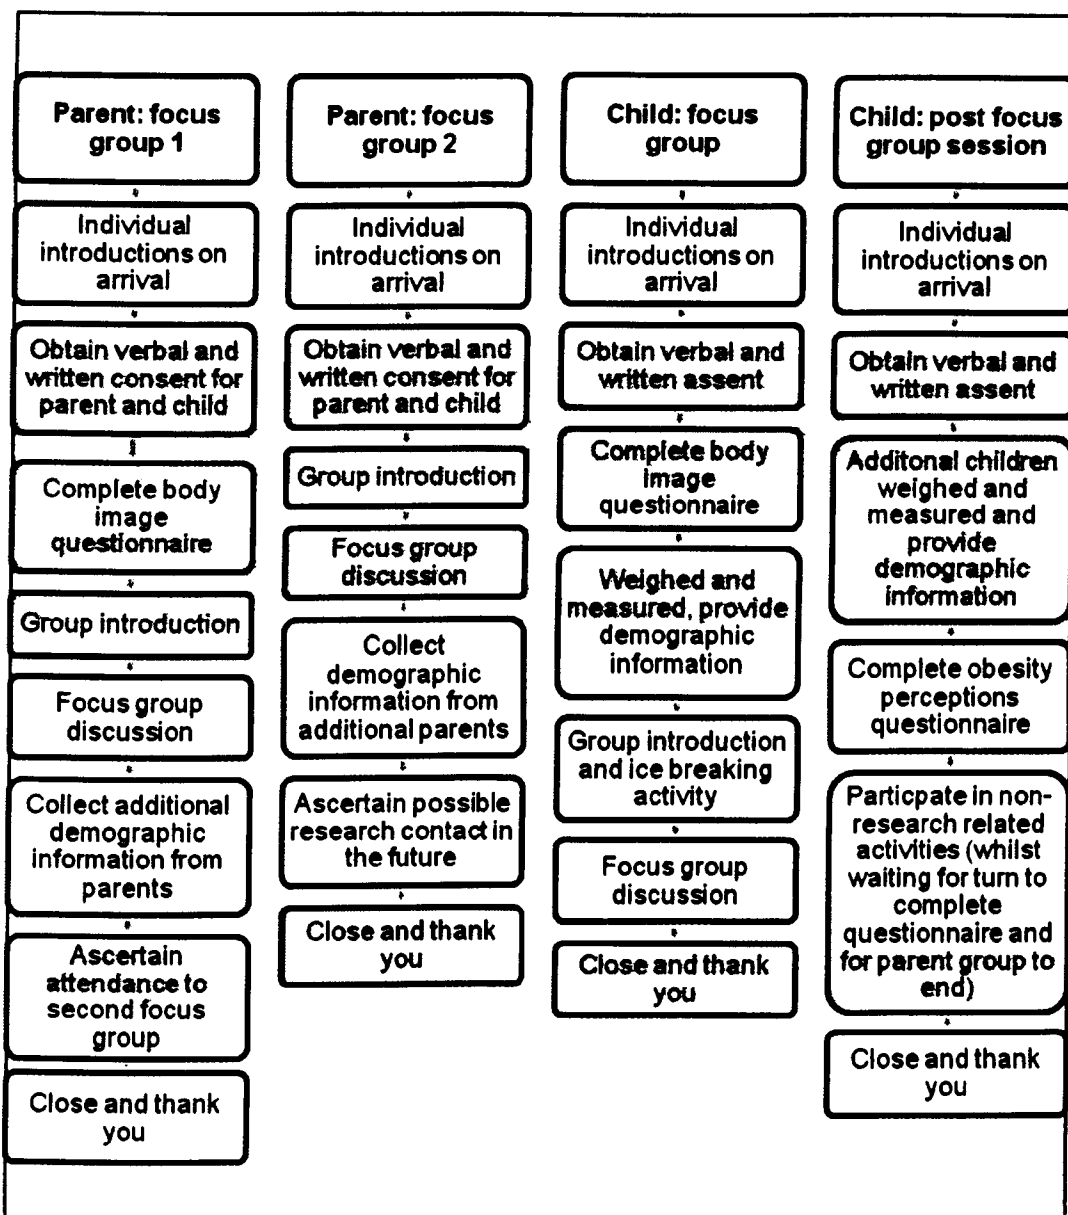 Parent: focus
group 1
Individual
introductions on
arrival
Obtain verbal and
written consent for
parent and child
Complete body
image
questionnaire
Group introduction
Focus group
discussion
Collect additional
demographic
information from
parents
Ascertain
attendance to
second focus
group
Close and thank
you
Parent: focus
group 2
Individual
introductions on
arrival
Obtain verbal and
written consent for
parent and child
Group introduction
Focus group
discussion
Collect
demographic
information from
additional parents
Ascertain possible
research contact in
the future
Close and thank
you
Child: focus
group
Individual
introductions on
arrival
Obtain verbal and
written assent
Complete body
image
questionnaire
Weighed and
measured, provide
demographic
information
Group introduction
and ice breaking
activity
Focus group
discussion
Close and thank
you
Child: post focus
group session
Individual
introductions on
arrival
Obtain verbal and
written assent
Additonal children
weighed and
measured and
provide
demographic
information
Complete obesity
perceptions
questionnaire
Particpate in non-
research related
activities (whilst
waiting for turn to
complete
questionnaire and
for parent group to
end)
Close and thank
you